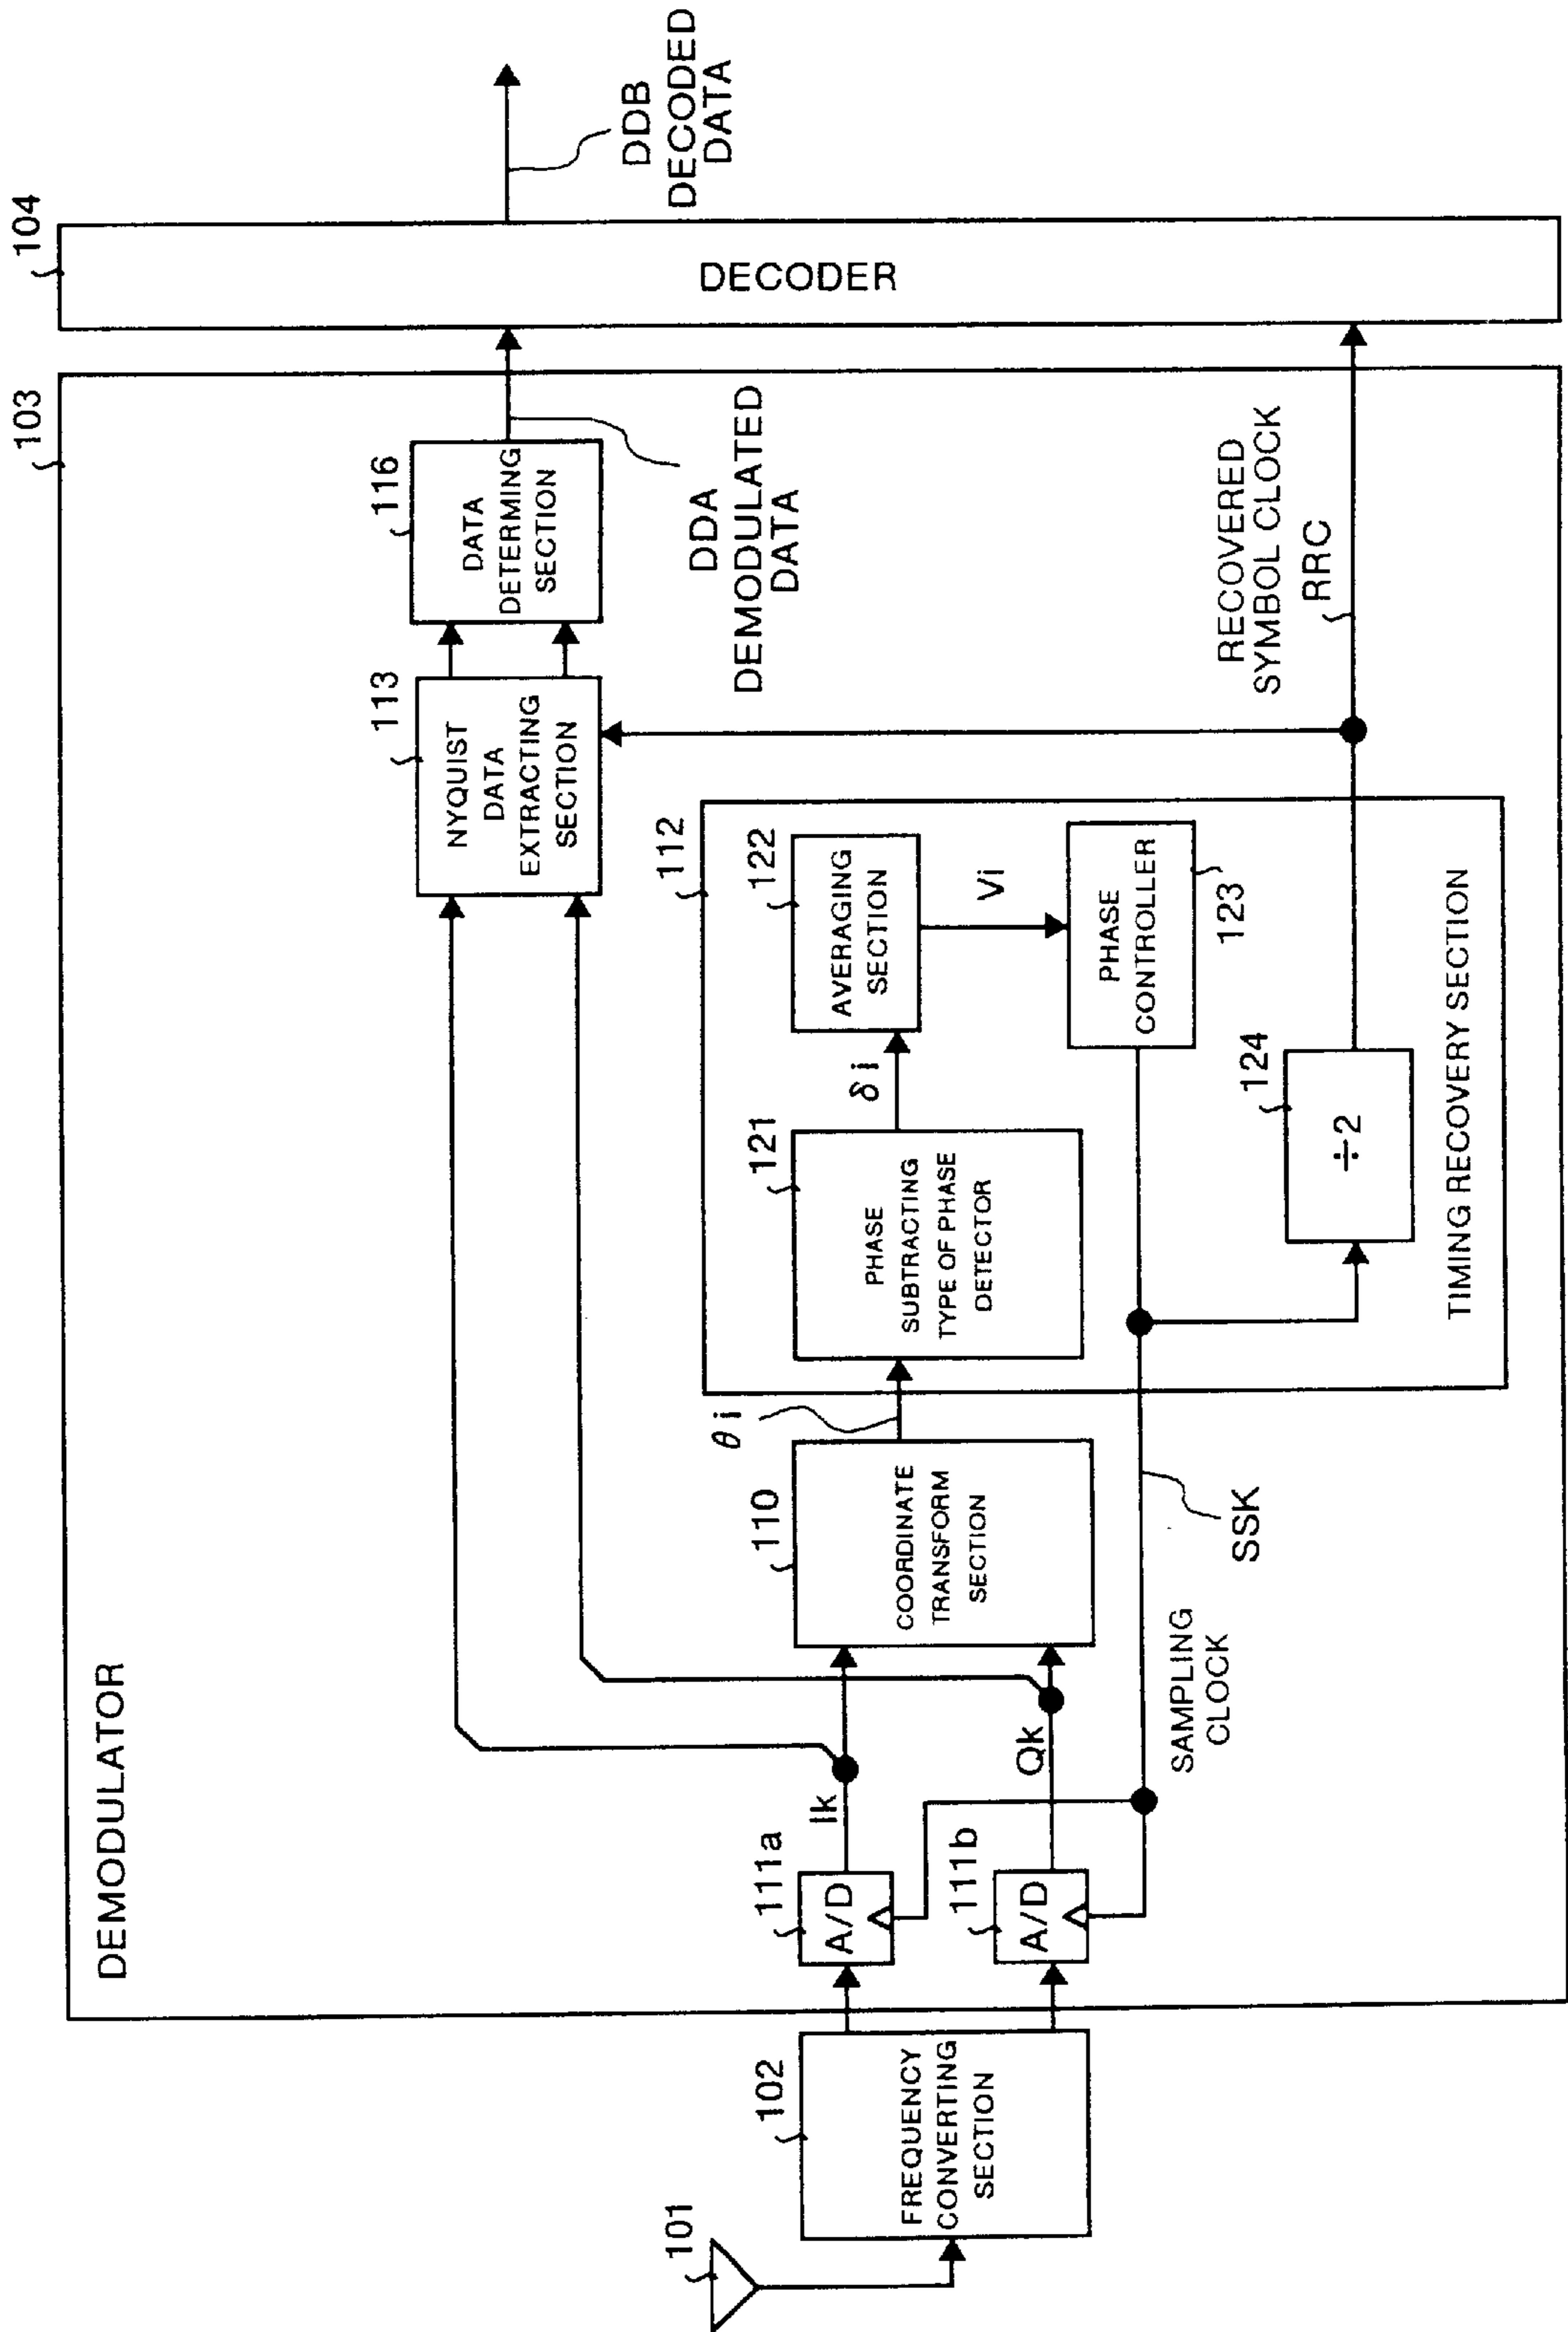 101
102
FREQUENCY
CONVERTING
SECTION
DEMODULATOR
103
111a
A/D
111b
A/D
Ik
Qk
SAMPLING
CLOCK
SSK
110
COORDINATE
TRANSFORM
SECTION
θi
112
121
PHASE
SUBTRACTING
TYPE OF PHASE
DETECTOR
δi
122
AVERAGING
SECTION
Vi
PHASE
CONTROLLER
123
124
÷2
TIMING RECOVERY SECTION
113
NYQUIST
DATA
EXTRACTING
SECTION
116
DATA
DETERMINING
SECTION
DDA
DEMODULATED
DATA
RECOVERED
SYMBOL CLOCK
RRC
104
DECODER
DDB
DECODED
DATA